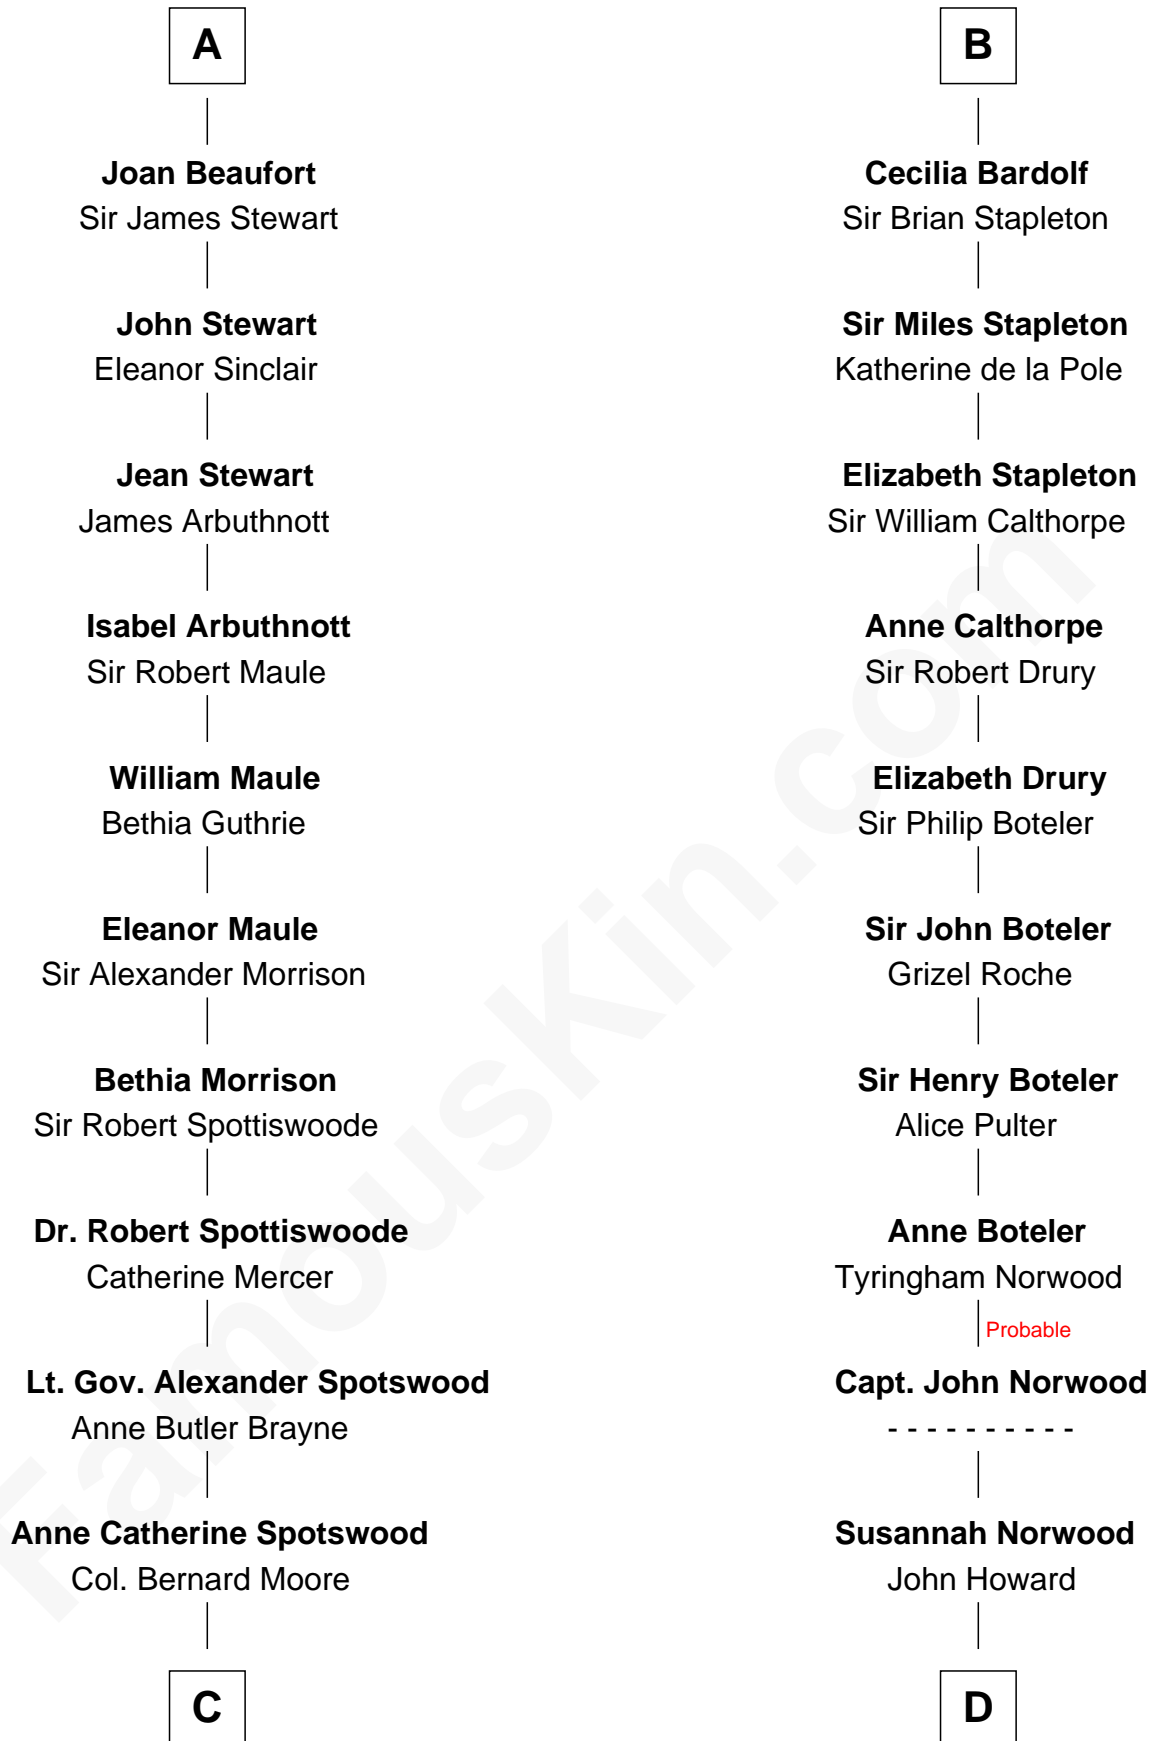 A
Joan Beaufort
Sir James Stewart
John Stewart
Eleanor Sinclair
Jean Stewart
James Arbuthnott
Isabel Arbuthnott
Sir Robert Maule
William Maule
Bethia Guthrie
Eleanor Maule
Sir Alexander Morrison
Bethia Morrison
Sir Robert Spottiswoode
Dr. Robert Spottiswoode
Catherine Mercer
Lt. Gov. Alexander Spotswood
Anne Butler Brayne
Anne Catherine Spotswood
Col. Bernard Moore
C
B
Cecilia Bardolf
Sir Brian Stapleton
Sir Miles Stapleton
Katherine de la Pole
Elizabeth Stapleton
Sir William Calthorpe
Anne Calthorpe
Sir Robert Drury
Elizabeth Drury
Sir Philip Boteler
Sir John Boteler
Grizel Roche
Sir Henry Boteler
Alice Pulter
Anne Boteler
Tyringham Norwood
Probable
Capt. John Norwood
- - - - - - - - - -
Susannah Norwood
John Howard
D
FamousKin.com